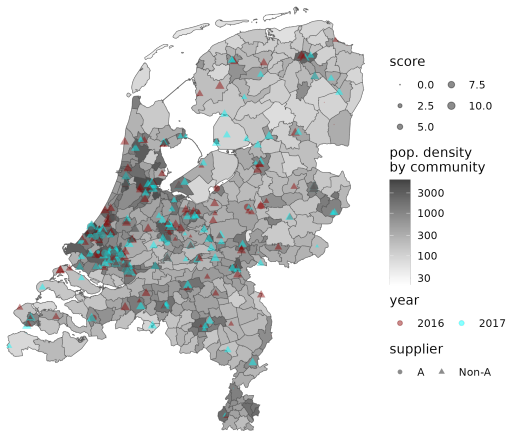 score
0.0 7.5
2.5 10.0
5.0
pop. density
by community
3000
1000
300
100
30
year
2016 2017
supplier
A Non-A